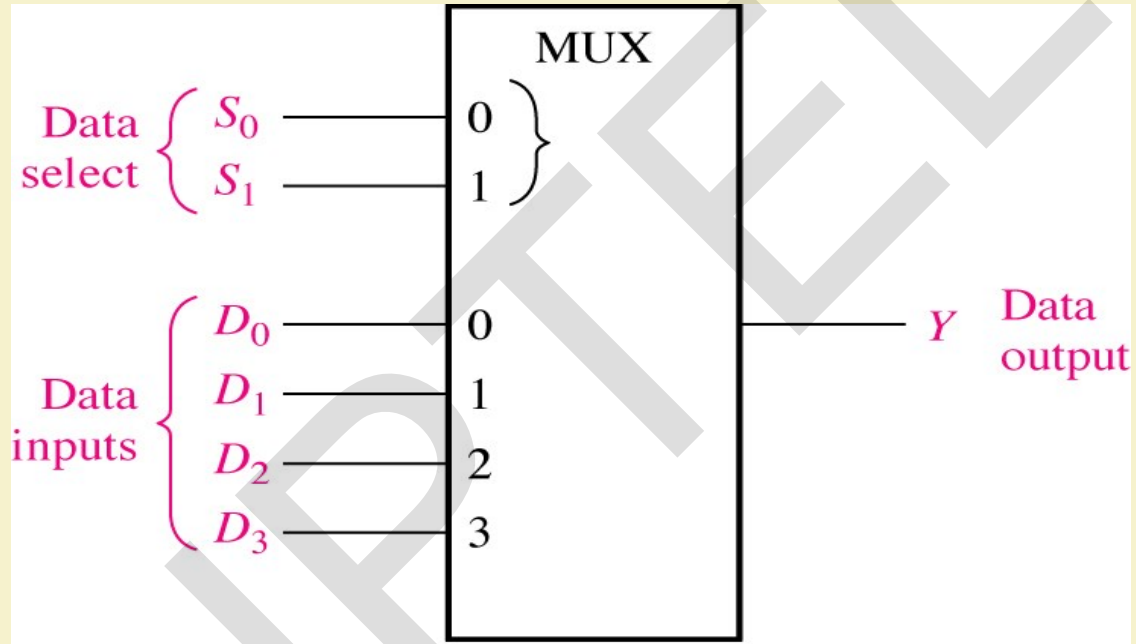 MUX
Data
select
S₀
S₁
0
1
Data
inputs
D₀
D₁
D₂
D₃
0
1
2
3
Y
Data
output